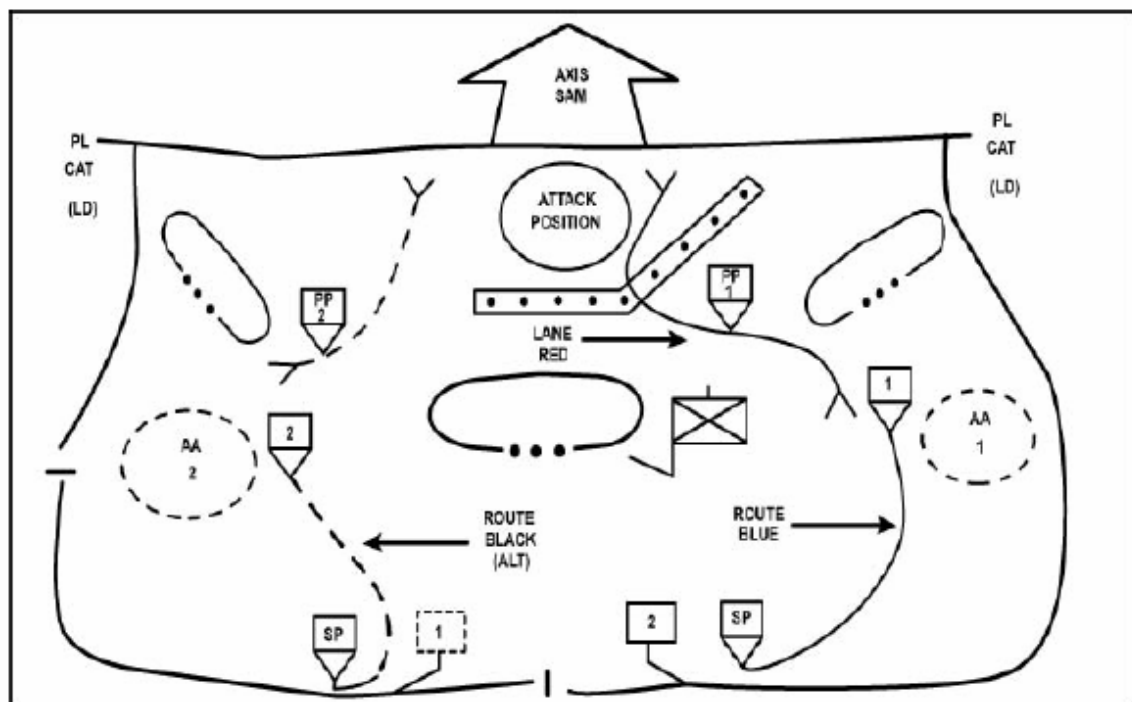 AXIS
SAM
PL
CAT
(LD)
PL
CAT
(LD)
ATTACK
POSITION
PP
2
PP
1
LANE
RED
1
2
AA
2
AA
1
ROUTE
BLACK
(ALT)
ROUTE
BLUE
SP
1
2
SP